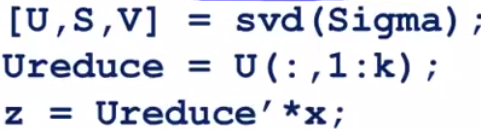 [U,S,V] = svd(Sigma);
Ureduce = U(:,1:k);
z = Ureduce'*x;